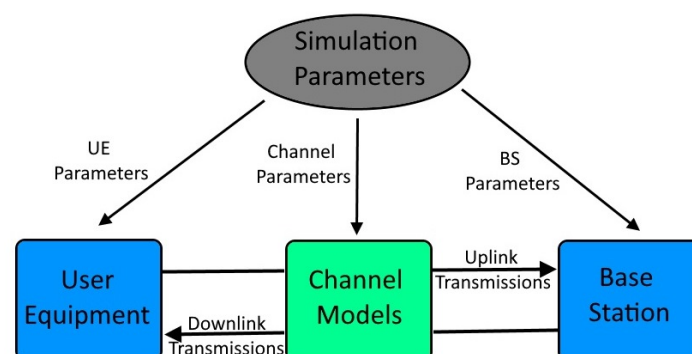 Simulation
Parameters
UE
Parameters
Channel
Parameters
BS
Parameters
User
Equipment
Channel
Models
Uplink
Transmissions
Base
Station
Downlink
Transmissions